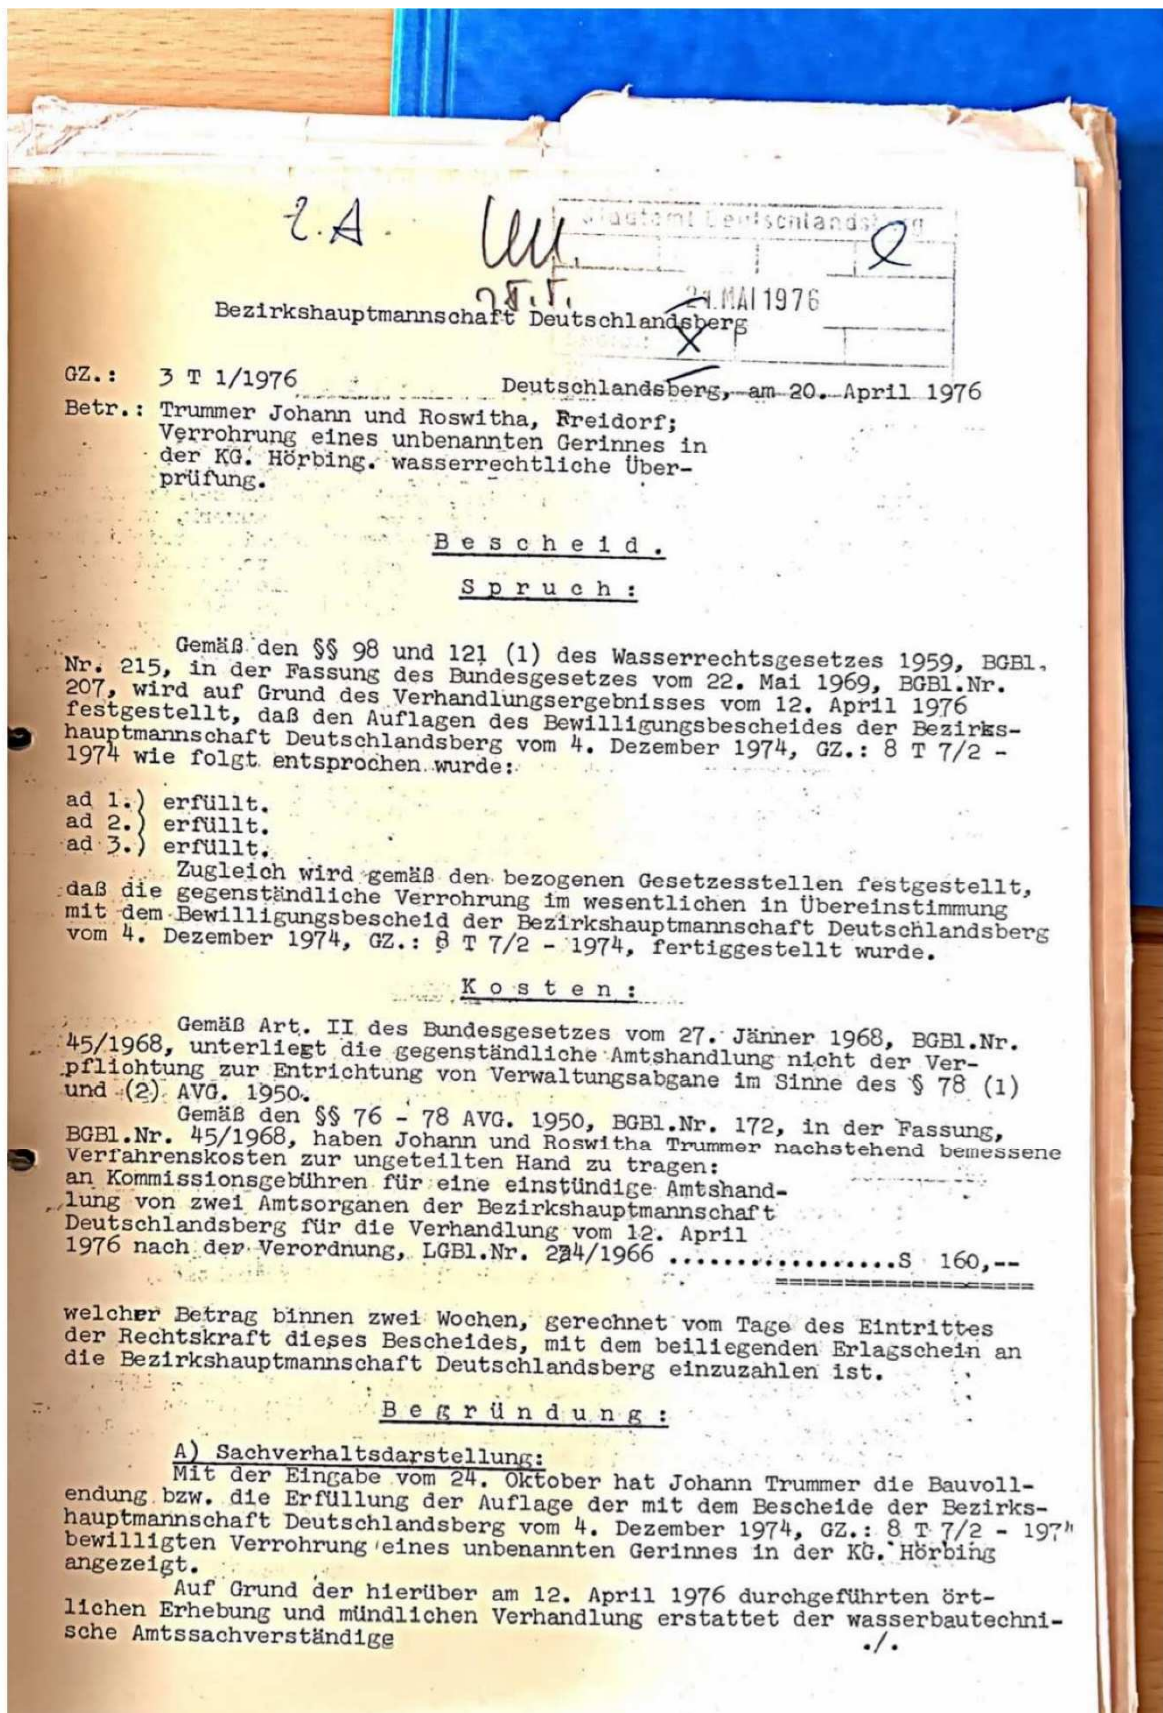 Z.A.
Bauamt Deutschlandsberg
21. MAI 1976
Bezirkshauptmannschaft Deutschlandsberg
GZ.: 3 T 1/1976 Deutschlandsberg, am 20. April 1976
Betr.: Trummer Johann und Roswitha, Freidorf;
Verrohrung eines unbenannten Gerinnes in
der KG. Hörbing. wasserrechtliche Über-
prüfung.
B e s c h e i d .
S p r u c h :
Gemäß den §§ 98 und 121 (1) des Wasserrechtsgesetzes 1959, BGBl.
Nr. 215, in der Fassung des Bundesgesetzes vom 22. Mai 1969, BGBl.Nr.
207, wird auf Grund des Verhandlungsergebnisses vom 12. April 1976
festgestellt, daß den Auflagen des Bewilligungsbescheides der Bezirks-
hauptmannschaft Deutschlandsberg vom 4. Dezember 1974, GZ.: 8 T 7/2 -
1974 wie folgt entsprochen wurde:
ad 1.) erfüllt.
ad 2.) erfüllt.
ad 3.) erfüllt.
Zugleich wird gemäß den bezogenen Gesetzesstellen festgestellt,
daß die gegenständliche Verrohrung im wesentlichen in Übereinstimmung
mit dem Bewilligungsbescheid der Bezirkshauptmannschaft Deutschlandsberg
vom 4. Dezember 1974, GZ.: 8 T 7/2 - 1974, fertiggestellt wurde.
K o s t e n :
Gemäß Art. II des Bundesgesetzes vom 27. Jänner 1968, BGBl.Nr.
45/1968, unterliegt die gegenständliche Amtshandlung nicht der Ver-
pflichtung zur Entrichtung von Verwaltungsabgane im Sinne des § 78 (1)
und (2) AVG. 1950.
Gemäß den §§ 76 - 78 AVG. 1950, BGBl.Nr. 172, in der Fassung,
BGBl.Nr. 45/1968, haben Johann und Roswitha Trummer nachstehend bemessene
Verfahrenskosten zur ungeteilten Hand zu tragen:
an Kommissionsgebühren für eine einstündige Amtshand-
lung von zwei Amtsorganen der Bezirkshauptmannschaft
Deutschlandsberg für die Verhandlung vom 12. April
1976 nach der Verordnung, LGBl.Nr. /1966 .................S 160,--
====================
welcher Betrag binnen zwei Wochen, gerechnet vom Tage des Eintrittes
der Rechtskraft dieses Bescheides, mit dem beiliegenden Erlagschein an
die Bezirkshauptmannschaft Deutschlandsberg einzuzahlen ist.
B e g r ü n d u n g :
A) Sachverhaltsdarstellung:
Mit der Eingabe vom 24. Oktober hat Johann Trummer die Bauvoll-
endung bzw. die Erfüllung der Auflage der mit dem Bescheide der Bezirks-
hauptmannschaft Deutschlandsberg vom 4. Dezember 1974, GZ.: 8 T 7/2 - 1974
bewilligten Verrohrung eines unbenannten Gerinnes in der KG. Hörbing
angezeigt.
Auf Grund der hierüber am 12. April 1976 durchgeführten ört-
lichen Erhebung und mündlichen Verhandlung erstattet der wasserbautechni-
sche Amtssachverständige
./.